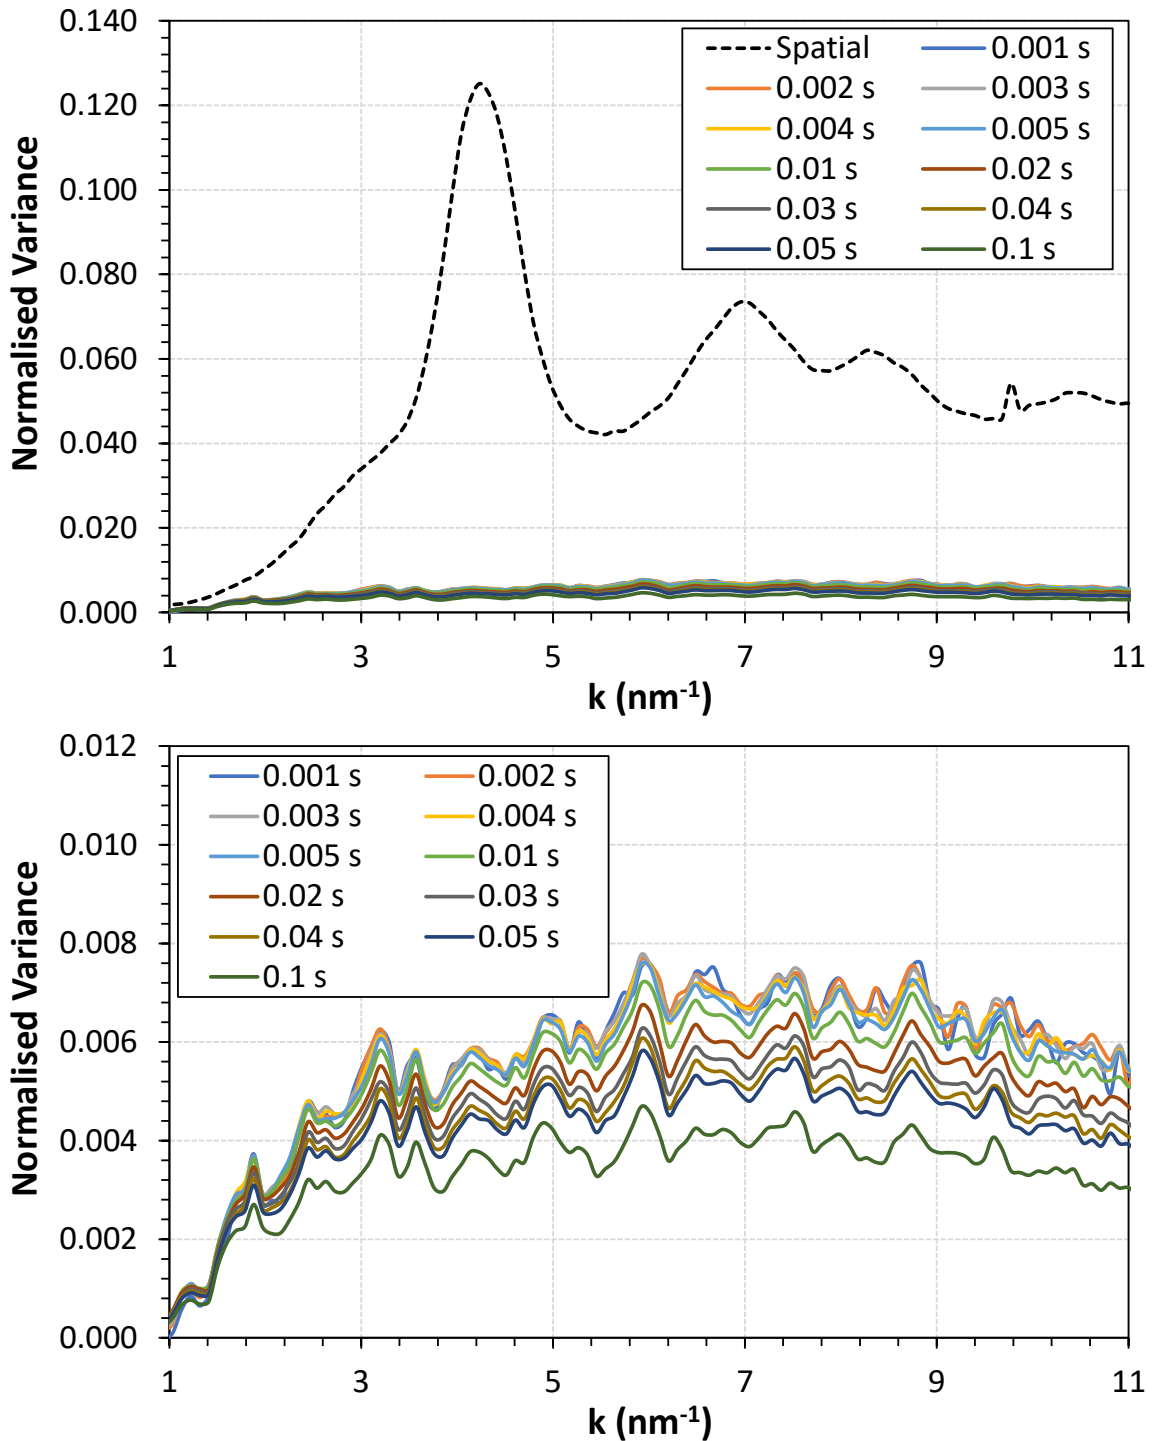 0.140
0.120
0.100
0.080
0.060
0.040
0.020
0.000
Normalised Variance
Spatial 0.001 s
0.002 s 0.003 s
0.004 s 0.005 s
0.01 s 0.02 s
0.03 s 0.04 s
0.05 s 0.1 s
1 3 5 7 9 11
k (nm⁻¹)
0.012
0.010
0.008
0.006
0.004
0.002
0.000
Normalised Variance
0.001 s 0.002 s
0.003 s 0.004 s
0.005 s 0.01 s
0.02 s 0.03 s
0.04 s 0.05 s
0.1 s
1 3 5 7 9 11
k (nm⁻¹)